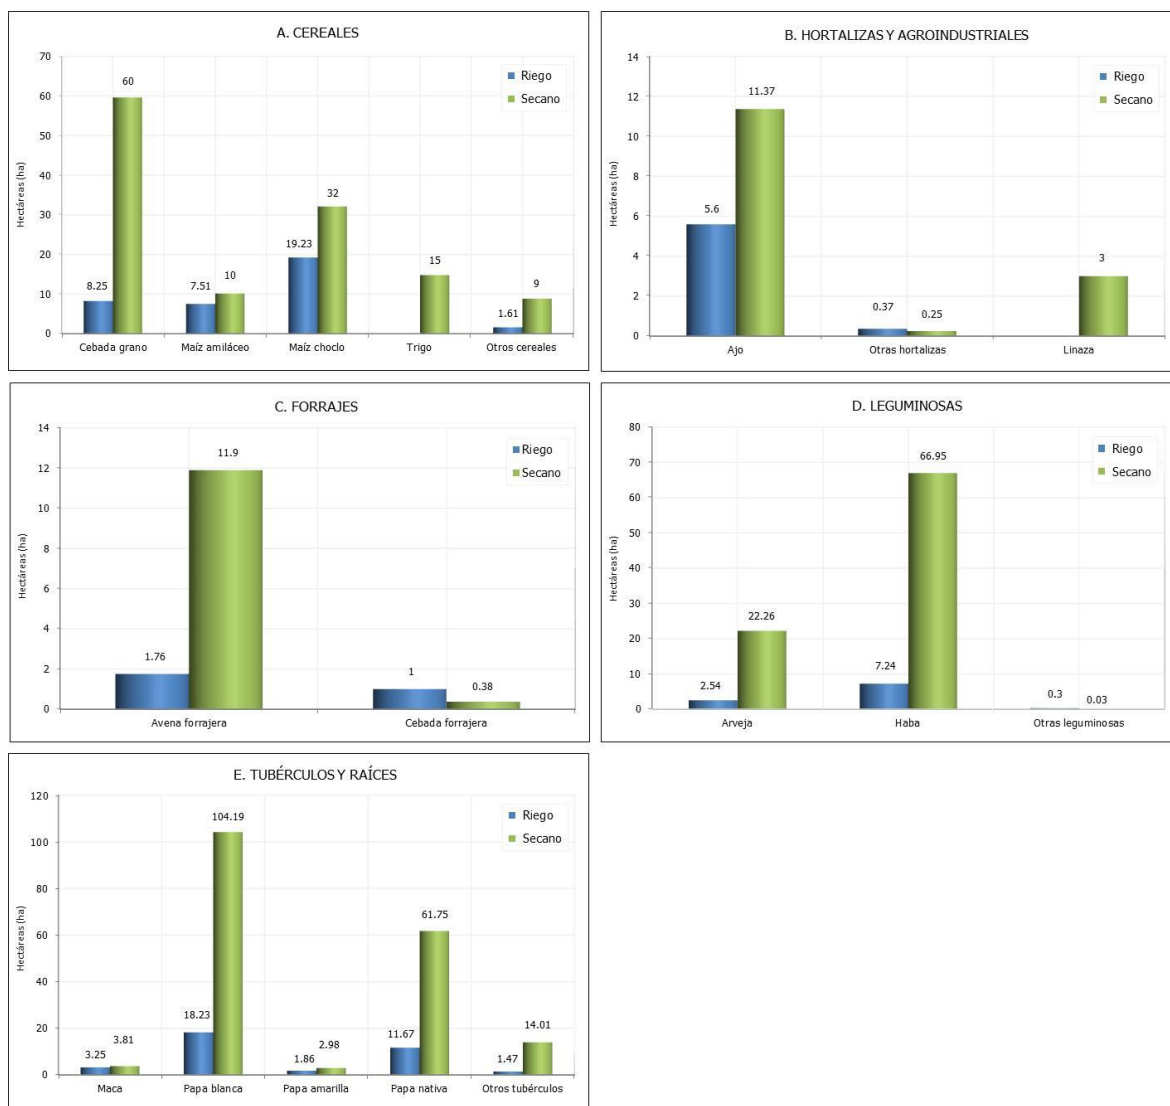 A. CEREALES
Riego
Secano
Hectáreas (ha)
70
60
50
40
30
20
10
0
8.25
60
7.51
10
19.23
32
15
1.61
9
Cebada grano
Maíz amiláceo
Maíz choclo
Trigo
Otros cereales
B. HORTALIZAS Y AGROINDUSTRIALES
Riego
Secano
Hectáreas (ha)
14
12
10
8
6
4
2
0
5.6
11.37
0.37
0.25
3
Ajo
Otras hortalizas
Linaza
C. FORRAJES
Riego
Secano
Hectáreas (ha)
14
12
10
8
6
4
2
0
1.76
11.9
1
0.38
Avena forrajera
Cebada forrajera
D. LEGUMINOSAS
Riego
Secano
Hectáreas (ha)
80
70
60
50
40
30
20
10
0
2.54
22.26
7.24
66.95
0.3
0.03
Arveja
Haba
Otras leguminosas
E. TUBÉRCULOS Y RAÍCES
Riego
Secano
Hectáreas (ha)
120
100
80
60
40
20
0
3.25
3.81
18.23
104.19
1.86
2.98
11.67
61.75
1.47
14.01
Maca
Papa blanca
Papa amarilla
Papa nativa
Otros tubérculos